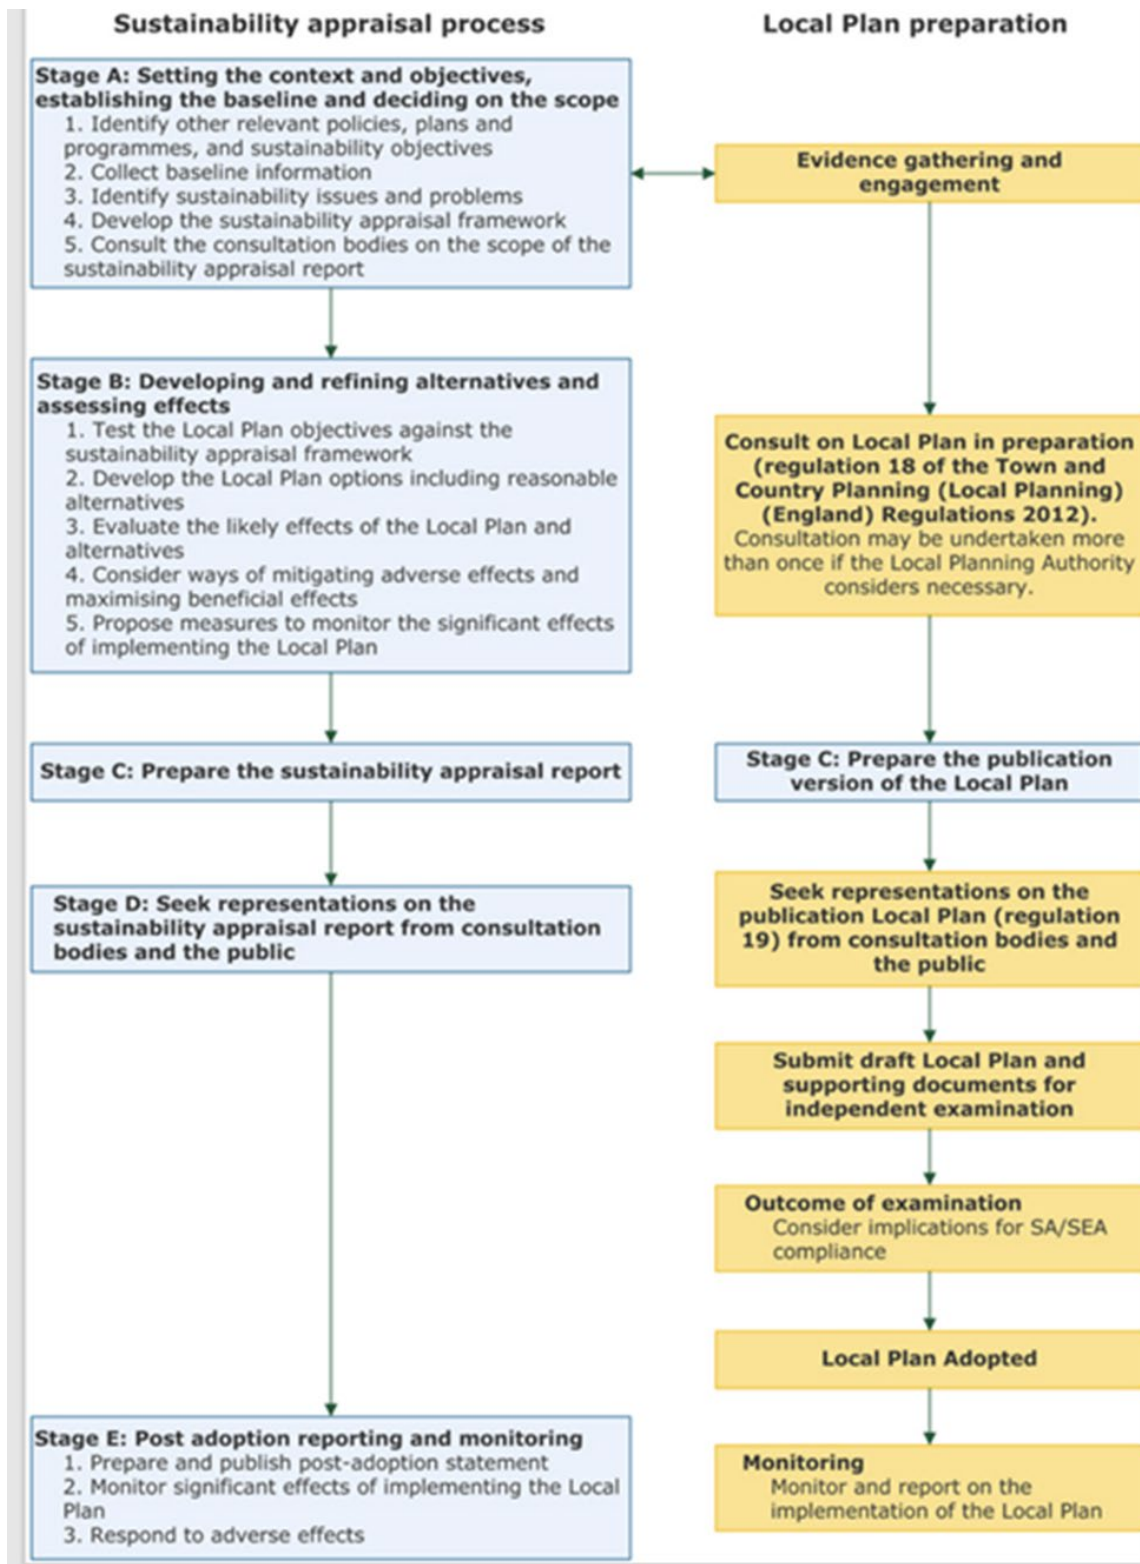 Sustainability appraisal process
Local Plan preparation
Stage A: Setting the context and objectives,
establishing the baseline and deciding on the scope
1. Identify other relevant policies, plans and
programmes, and sustainability objectives
2. Collect baseline information
3. Identify sustainability issues and problems
4. Develop the sustainability appraisal framework
5. Consult the consultation bodies on the scope of the
sustainability appraisal report
Evidence gathering and
engagement
Stage B: Developing and refining alternatives and
assessing effects
1. Test the Local Plan objectives against the
sustainability appraisal framework
2. Develop the Local Plan options including reasonable
alternatives
3. Evaluate the likely effects of the Local Plan and
alternatives
4. Consider ways of mitigating adverse effects and
maximising beneficial effects
5. Propose measures to monitor the significant effects
of implementing the Local Plan
Consult on Local Plan in preparation
(regulation 18 of the Town and
Country Planning (Local Planning)
(England) Regulations 2012).
Consultation may be undertaken more
than once if the Local Planning Authority
considers necessary.
Stage C: Prepare the sustainability appraisal report
Stage C: Prepare the publication
version of the Local Plan
Stage D: Seek representations on the
sustainability appraisal report from consultation
bodies and the public
Seek representations on the
publication Local Plan (regulation
19) from consultation bodies and
the public
Submit draft Local Plan and
supporting documents for
independent examination
Outcome of examination
Consider implications for SA/SEA
compliance
Local Plan Adopted
Stage E: Post adoption reporting and monitoring
1. Prepare and publish post-adoption statement
2. Monitor significant effects of implementing the Local
Plan
3. Respond to adverse effects
Monitoring
Monitor and report on the
implementation of the Local Plan